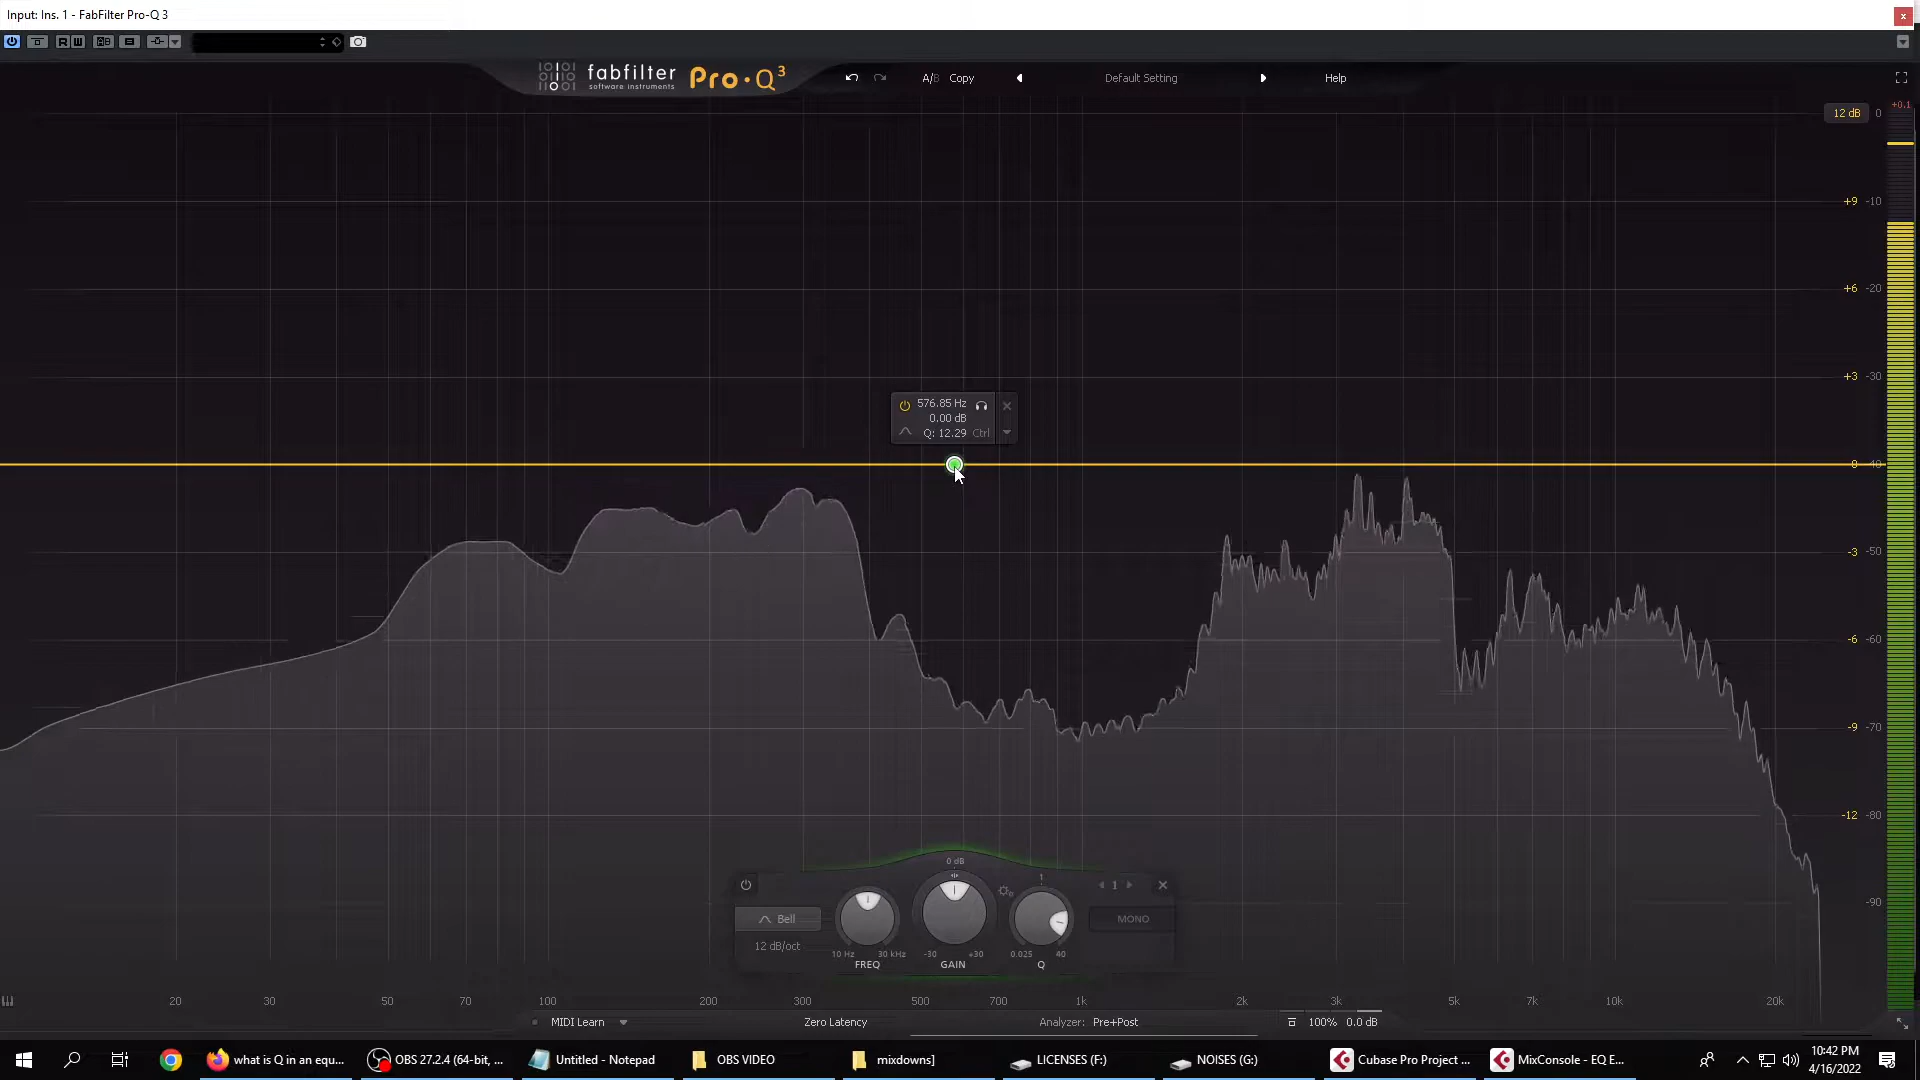 Input: Ins. 1 - FabFilter Pro-Q 3
fabfilter
software instruments
Pro·Q3
A/B Copy
Default Setting
Help
12 dB
0
+0.1
+9 -10
+6 -20
+3 -30
0 -40
-3 -50
-6 -60
-9 -70
-12 -80
-90
576.85 Hz
0.00 dB
Q: 12.29 Ctrl
0 dB
1
1
Bell
MONO
12 dB/oct
10 Hz 30 kHz
-30 +30
0.025 40
FREQ
GAIN
Q
20 30 50 70 100 200 300 500 700 1k 2k 3k 5k 7k 10k 20k
MIDI Learn
Zero Latency
Analyzer: Pre+Post
100% 0.0 dB
what is Q in an equ...
OBS 27.2.4 (64-bit, ...
Untitled - Notepad
OBS VIDEO
mixdowns]
LICENSES (F:)
NOISES (G:)
Cubase Pro Project ...
MixConsole - EQ E...
10:42 PM
4/16/2022